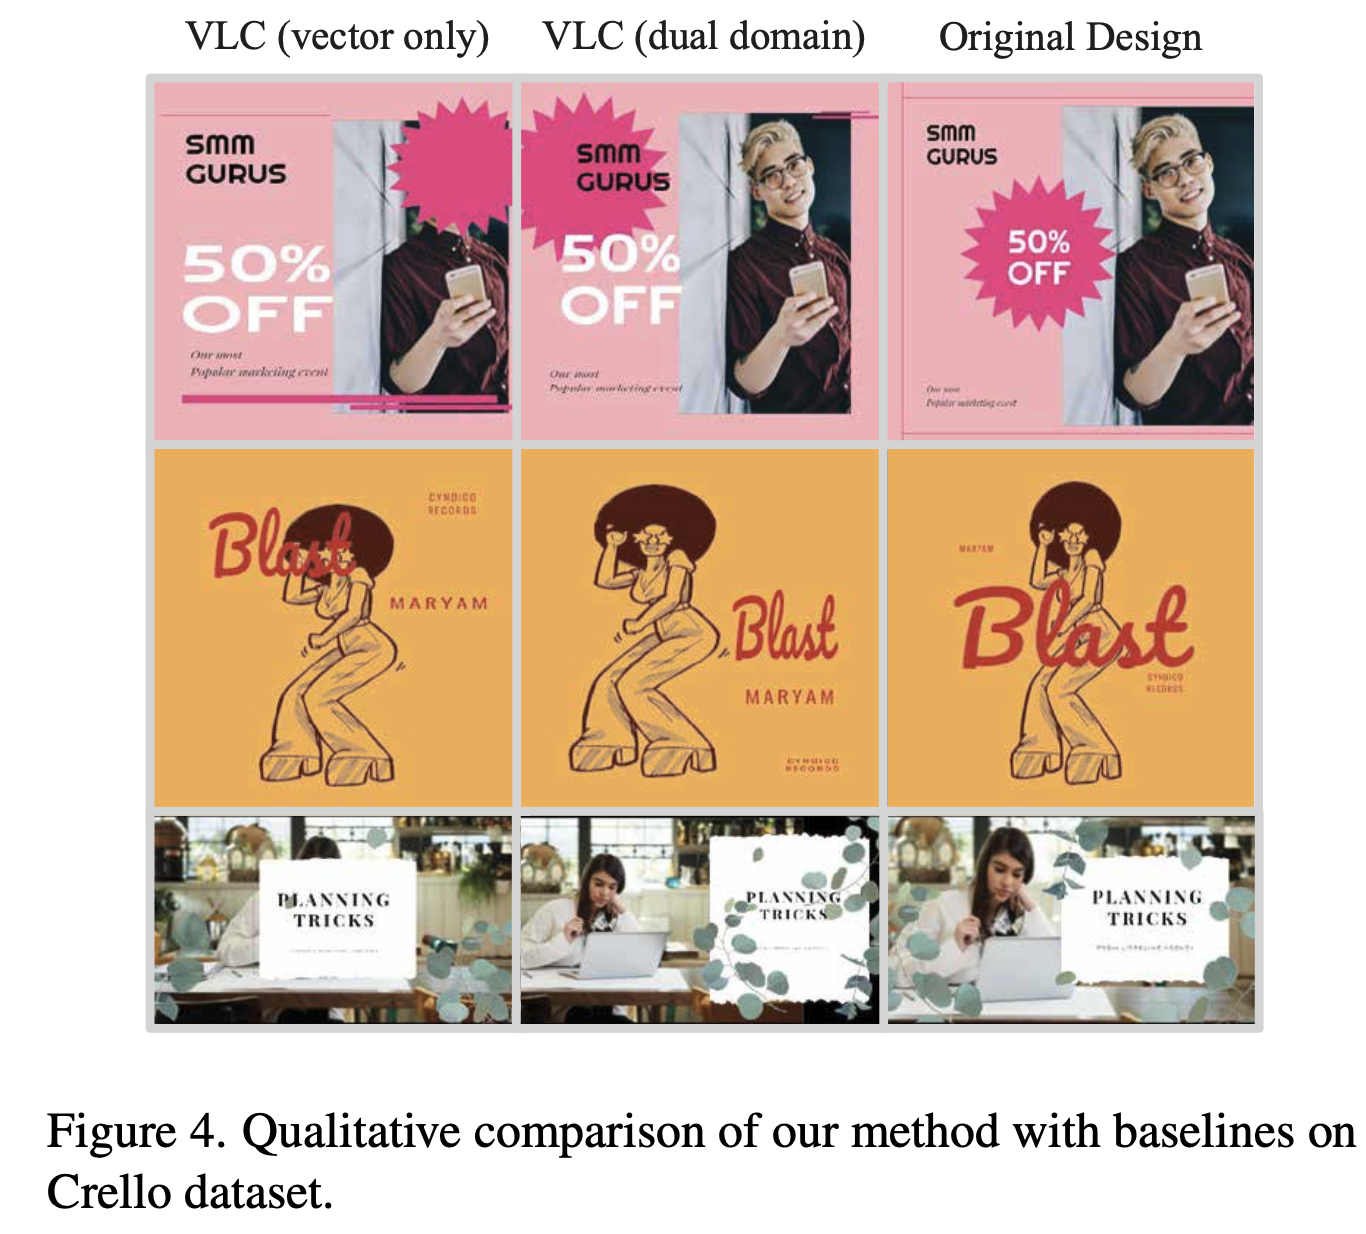 VLC (vector only) VLC (dual domain) Original Design
SMM
GURUS
50%
OFF
Our most
Popular marketing event
SMM
GURUS
50%
OFF
Our most
Popular marketing event
SMM
GURUS
50%
OFF
Our most
Popular marketing event
Blast
CYNDICO
RECORDS
MARYAM
Blast
MARYAM
CYNDICO
RECORDS
MARYAM
Blast
CYNDICO
RECORDS
PLANNING
TRICKS
PLANNING
TRICKS
PLANNING
TRICKS
Figure 4. Qualitative comparison of our method with baselines on
Crello dataset.